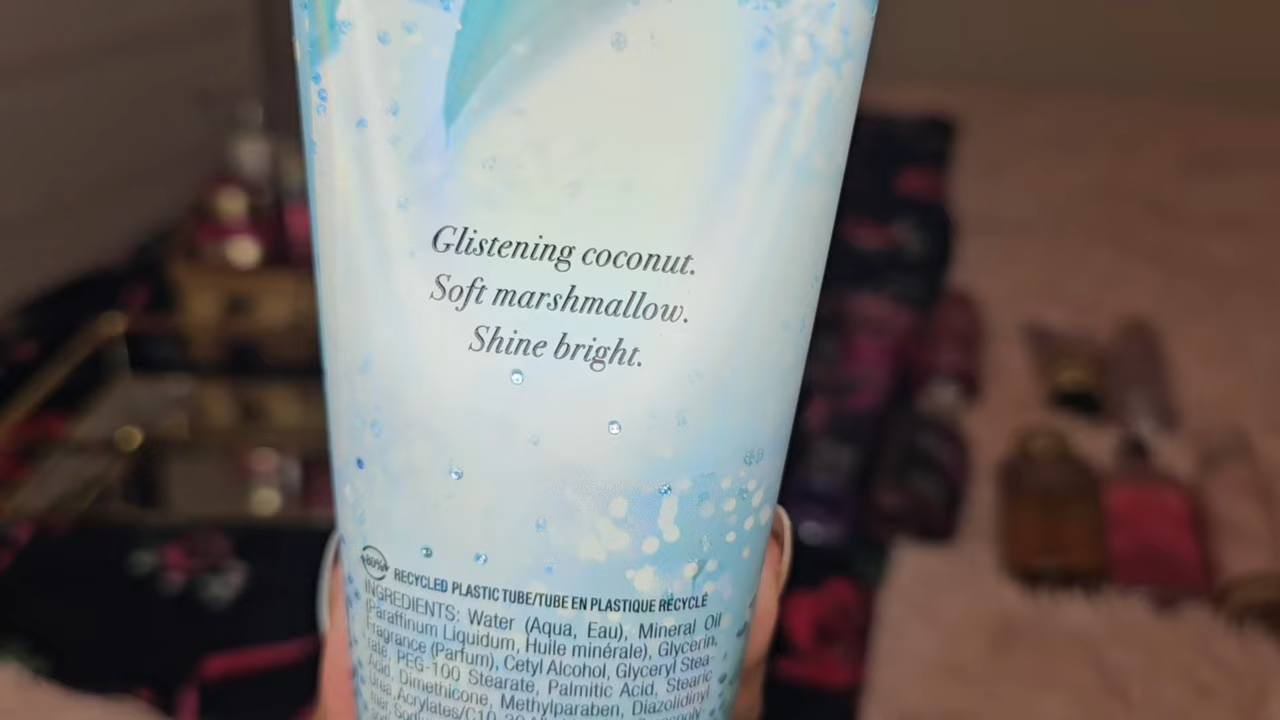 Glistening coconut.
Soft marshmallow.
Shine bright.
80%
RECYCLED PLASTIC TUBE/TUBE EN PLASTIQUE RECYCLÉ
INGREDIENTS: Water (Aqua, Eau), Mineral Oil
(Paraffinum Liquidum, Huile minérale), Glycerin,
Fragrance (Parfum), Cetyl Alcohol, Glyceryl Stea-
rate, PEG-100 Stearate, Palmitic Acid, Stearic
Acid, Dimethicone, Methylparaben, Diazolidinyl
Urea, Acrylates/C10-30